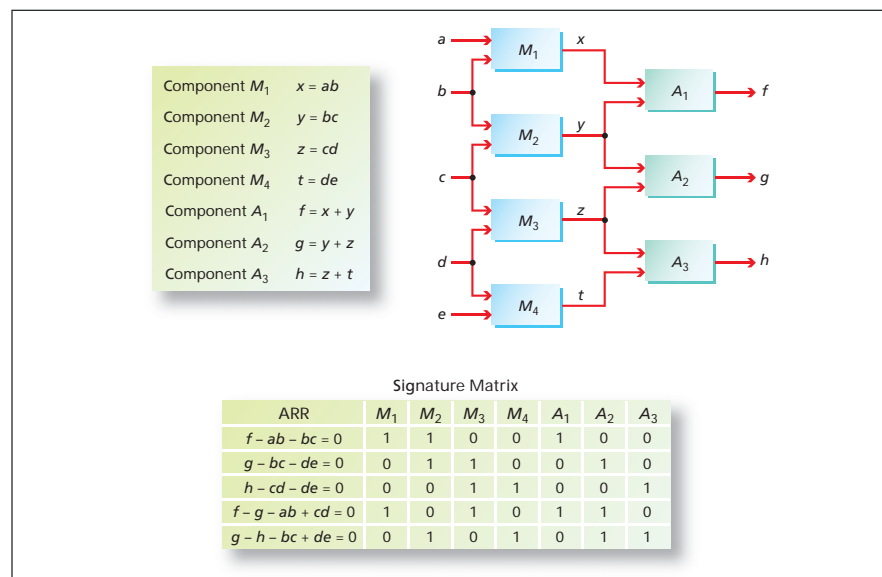 Component M1 x = ab
Component M2 y = bc
Component M3 z = cd
Component M4 t = de
Component A1 f = x + y
Component A2 g = y + z
Component A3 h = z + t
a
b
c
d
e
M1
M2
M3
M4
x
y
z
t
A1
A2
A3
f
g
h
Signature Matrix
ARR M1 M2 M3 M4 A1 A2 A3
f – ab – bc = 0 1 1 0 0 1 0 0
g – bc – de = 0 0 1 1 0 0 1 0
h – cd – de = 0 0 0 1 1 0 0 1
f – g – ab + cd = 0 1 0 1 0 1 1 0
g – h – bc + de = 0 0 1 0 1 0 1 1